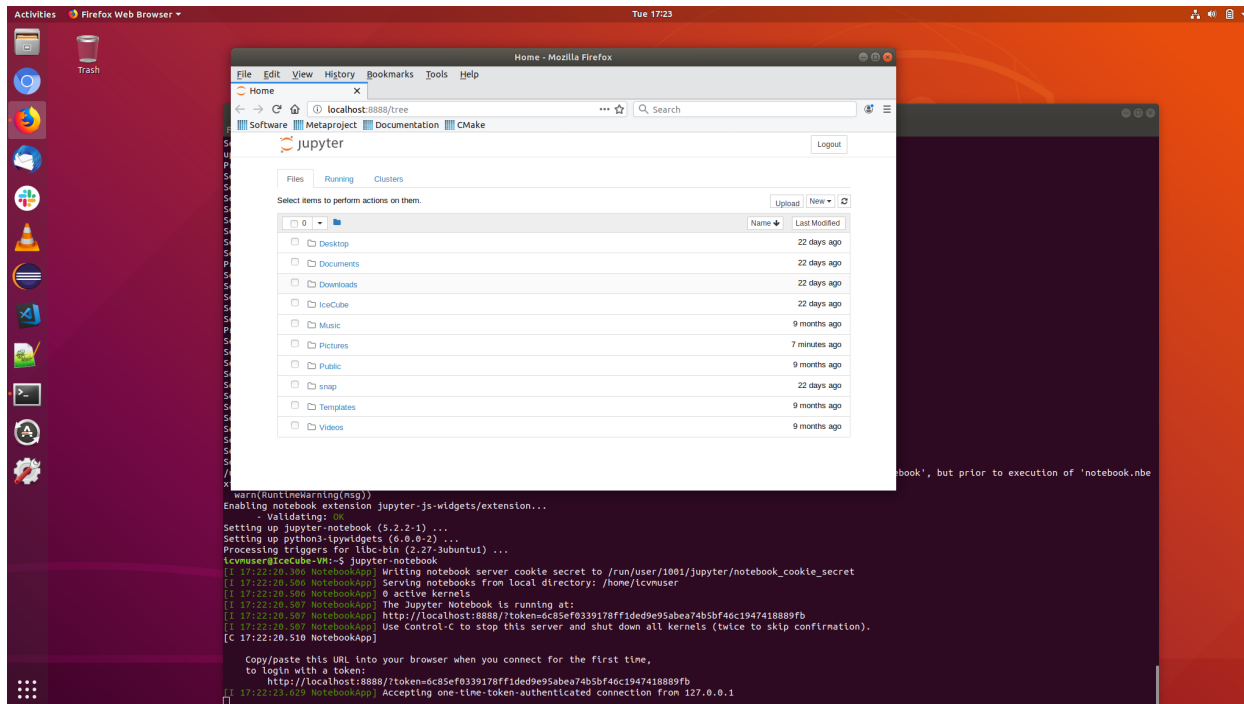 Activities Firefox Web Browser Tue 17:23
Trash
Home - Mozilla Firefox
File Edit View History Bookmarks Tools Help
Home
localhost:8888/tree Search
Software Metaproject Documentation CMake
jupyter Logout
Files Running Clusters
Select items to perform actions on them. Upload New
0 Name Last Modified
Desktop 22 days ago
Documents 22 days ago
Downloads 22 days ago
IceCube 22 days ago
Music 9 months ago
Pictures 7 minutes ago
Public 9 months ago
snap 22 days ago
Templates 9 months ago
Videos 9 months ago
ebook', but prior to execution of 'notebook.nbe
warn(RuntimeWarning(msg))
Enabling notebook extension jupyter-js-widgets/extension...
- Validating: OK
Setting up jupyter-notebook (5.2.2-1) ...
Setting up python3-ipywidgets (6.0.0-2) ...
Processing triggers for libc-bin (2.27-3ubuntu1) ...
icvmuser@IceCube-VM:~$ jupyter-notebook
[I 17:22:20.306 NotebookApp] Writing notebook server cookie secret to /run/user/1001/jupyter/notebook_cookie_secret
[I 17:22:20.506 NotebookApp] Serving notebooks from local directory: /home/icvmuser
[I 17:22:20.506 NotebookApp] 0 active kernels
[I 17:22:20.507 NotebookApp] The Jupyter Notebook is running at:
[I 17:22:20.507 NotebookApp] http://localhost:8888/?token=6c85ef0339178ff1ded9e95abea74b5bf46c1947418889fb
[I 17:22:20.507 NotebookApp] Use Control-C to stop this server and shut down all kernels (twice to skip confirmation).
[C 17:22:20.510 NotebookApp]
Copy/paste this URL into your browser when you connect for the first time,
to login with a token:
http://localhost:8888/?token=6c85ef0339178ff1ded9e95abea74b5bf46c1947418889fb
[I 17:22:23.629 NotebookApp] Accepting one-time-token-authenticated connection from 127.0.0.1